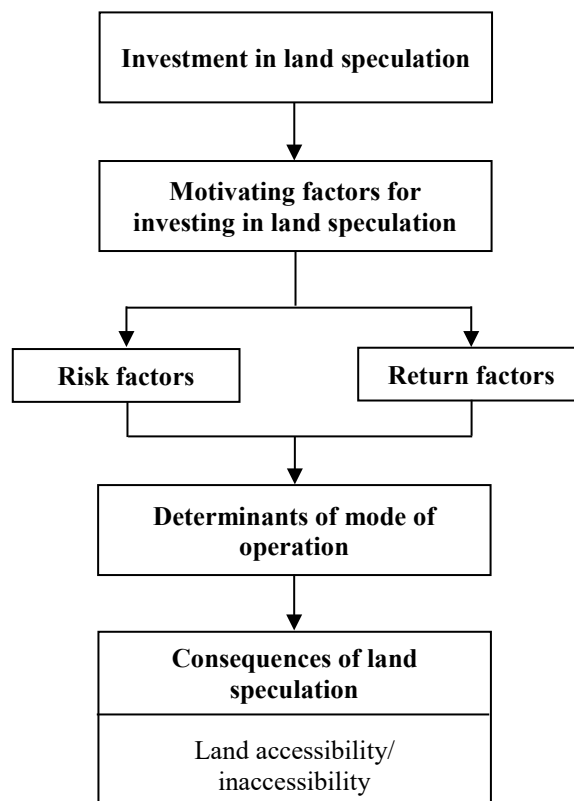 Investment in land speculation
Motivating factors for
investing in land speculation
Risk factors
Return factors
Determinants of mode of
operation
Consequences of land
speculation
Land accessibility/
inaccessibility